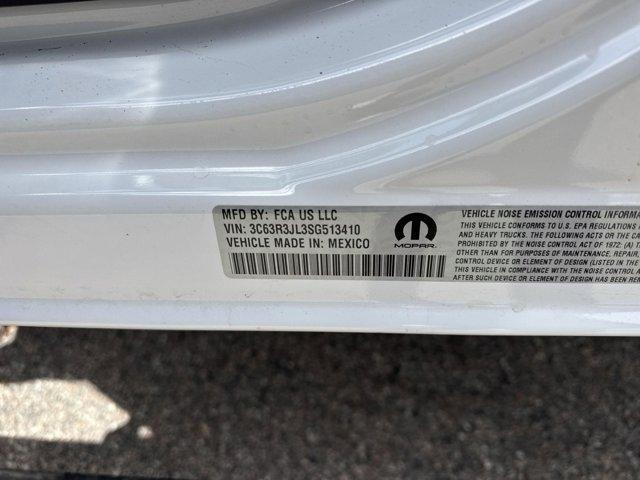 MFD BY: FCA US LLC
VIN: 3C63R3JL3SG513410
VEHICLE MADE IN: MEXICO
MOPAR
VEHICLE NOISE EMISSION CONTROL INFORMA
THIS VEHICLE CONFORMS TO U.S. EPA REGULATIONS
AND HEAVY TRUCKS. THE FOLLOWING ACTS OR THE CA
PROHIBITED BY THE NOISE CONTROL ACT OF 1972: (A) T
OTHER THAN FOR PURPOSES OF MAINTENANCE, REPAIR,
CONTROL DEVICE OR ELEMENT OF DESIGN (LISTED IN THE
THIS VEHICLE IN COMPLIANCE WITH THE NOISE CONTROL
AFTER SUCH DEVICE OR ELEMENT OF DESIGN HAS BEEN REM